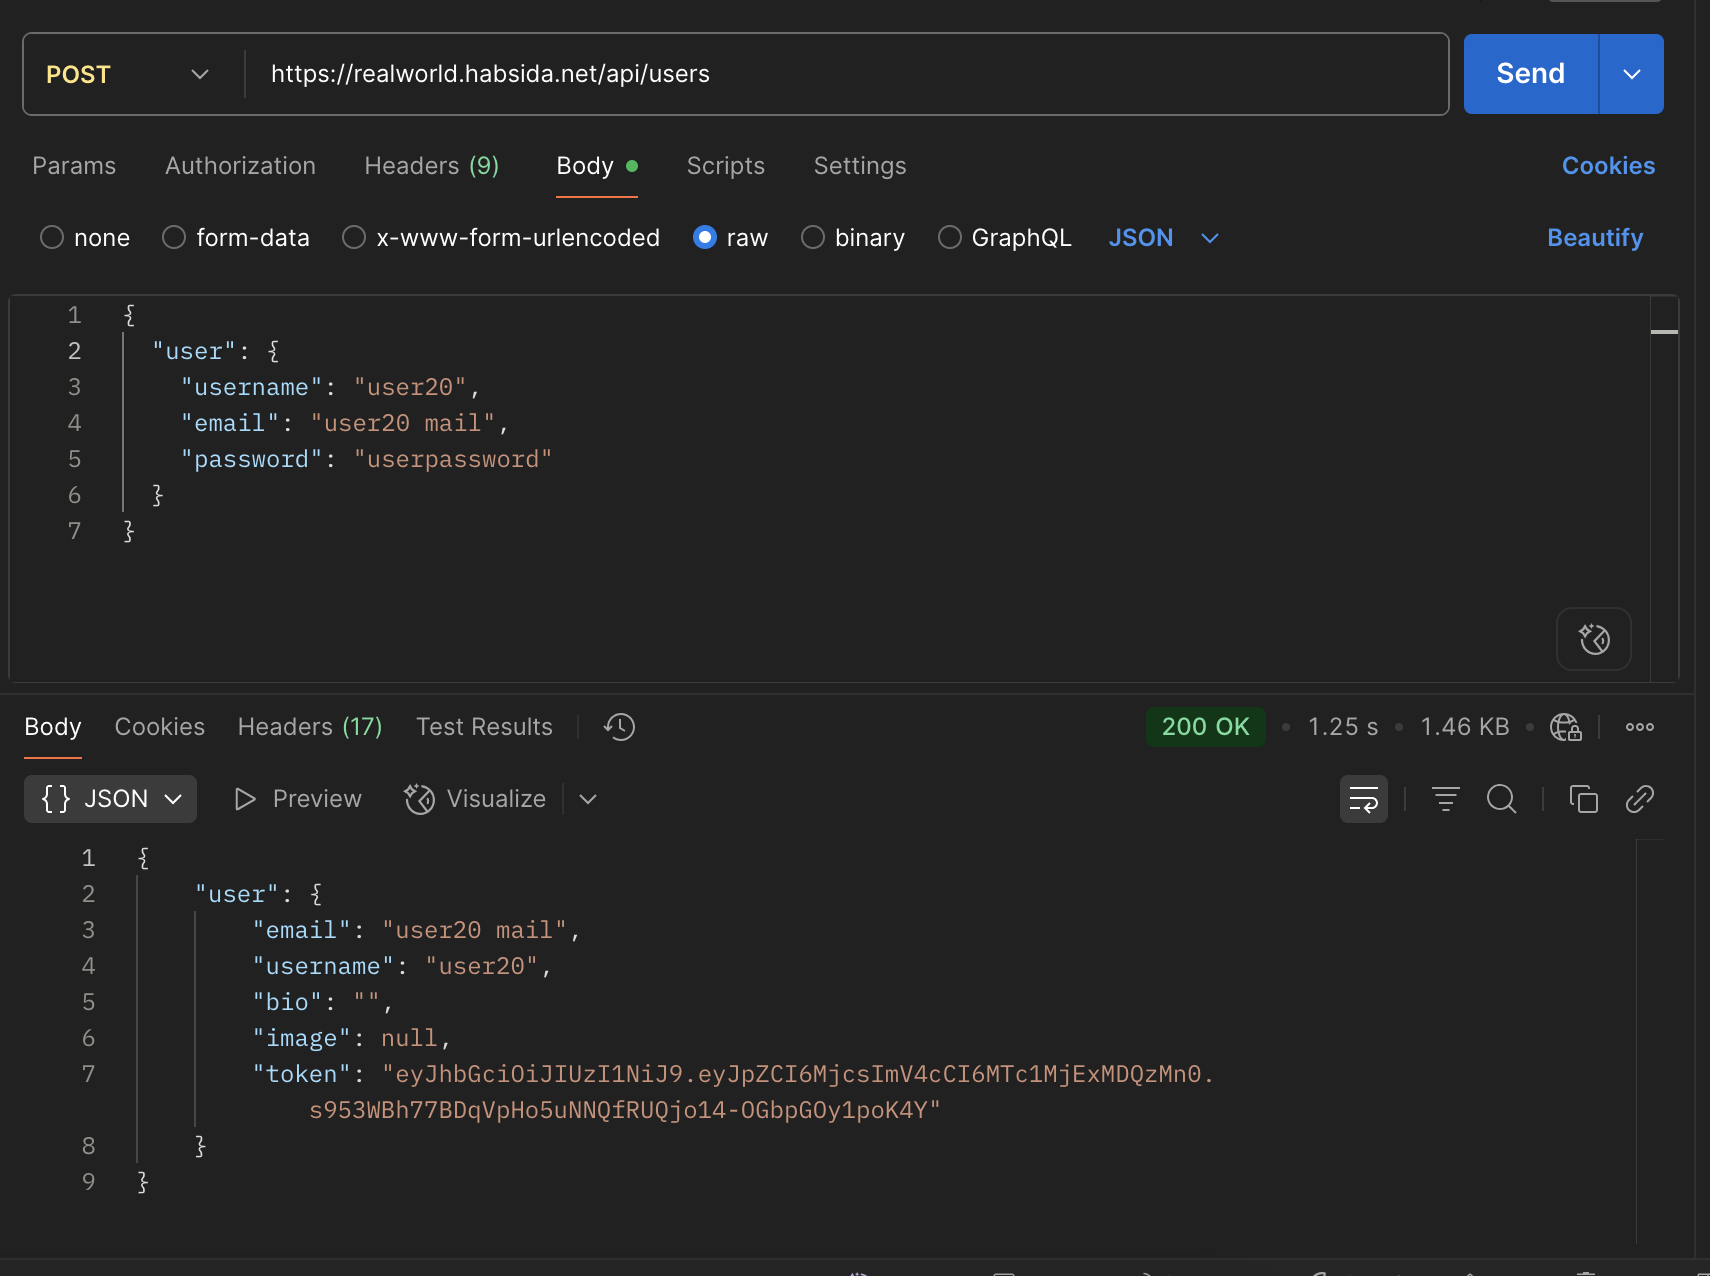 POST https://realworld.habsida.net/api/users Send
Params Authorization Headers (9) Body Scripts Settings Cookies
none form-data x-www-form-urlencoded raw binary GraphQL JSON Beautify
1 {
2 "user": {
3 "username": "user20",
4 "email": "user20 mail",
5 "password": "userpassword"
6 }
7 }
Body Cookies Headers (17) Test Results 200 OK • 1.25 s • 1.46 KB
{ } JSON Preview Visualize
1 {
2 "user": {
3 "email": "user20 mail",
4 "username": "user20",
5 "bio": "",
6 "image": null,
7 "token": "eyJhbGciOiJIUzI1NiJ9.eyJpZCI6MjcsImV4cCI6MTc1MjExMDQzMn0.
s953WBh77BDqVpHo5uNNQfRUQjo14-OGbpGOy1poK4Y"
8 }
9 }